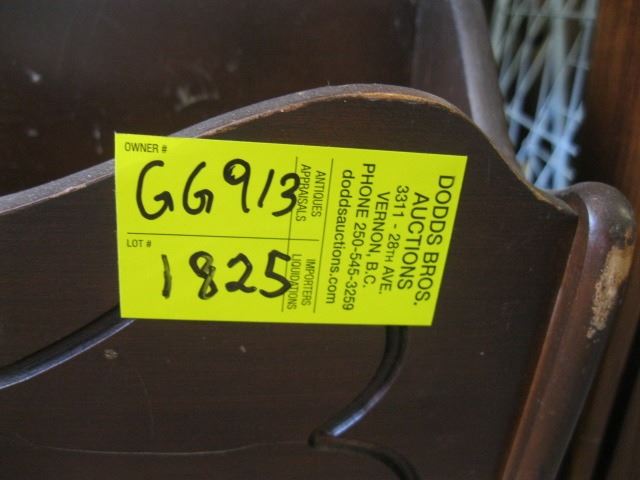 OWNER #
GG913
LOT #
1825
ANTIQUES
APPRAISALS
IMPORTERS
LIQUIDATIONS
DODDS BROS.
AUCTIONS
3311 - 28TH AVE.
VERNON, B.C.
PHONE 250-545-3259
doddsauctions.com